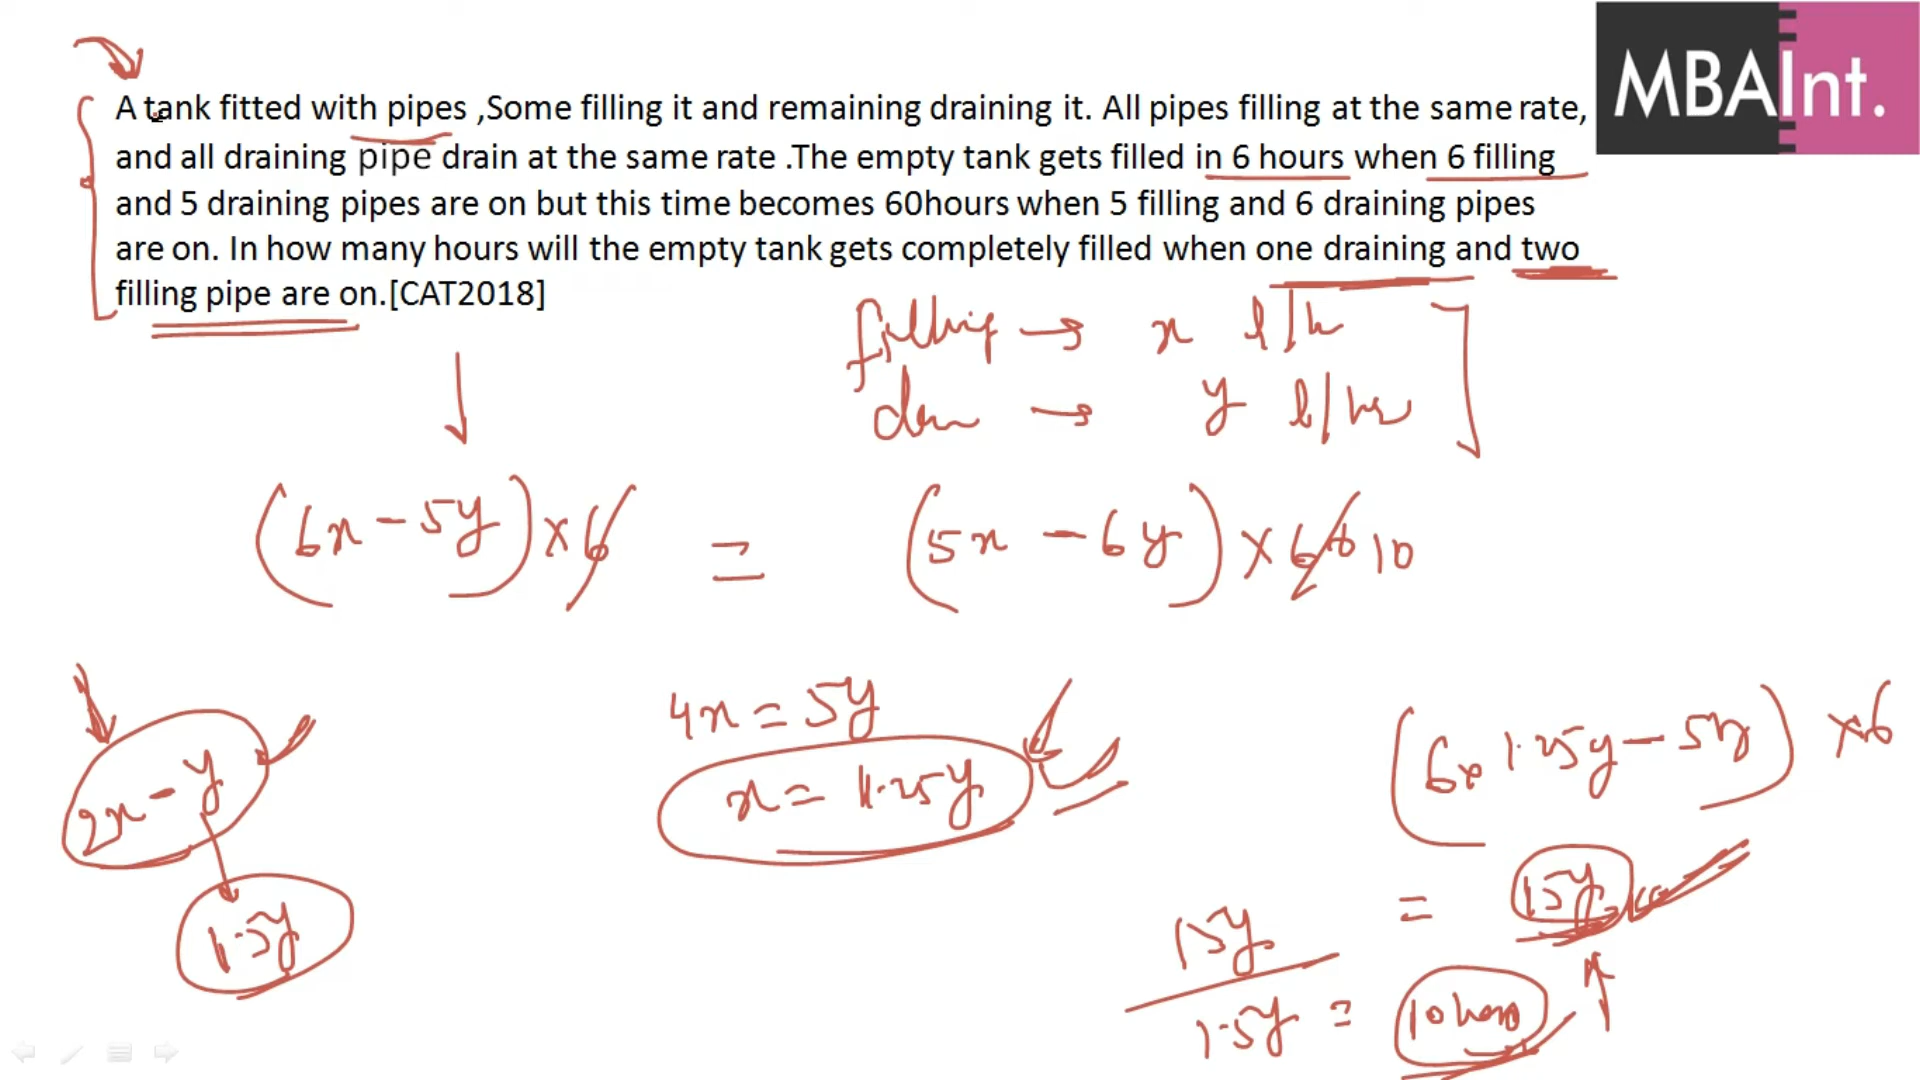 MBAInt.
A tank fitted with pipes ,Some filling it and remaining draining it. All pipes filling at the same rate,
and all draining pipe drain at the same rate .The empty tank gets filled in 6 hours when 6 filling
and 5 draining pipes are on but this time becomes 60hours when 5 filling and 6 draining pipes
are on. In how many hours will the empty tank gets completely filled when one draining and two
filling pipe are on.[CAT2018]
filling → x l/h
→ y l/hr
(6x - 5y) × 6 = (5x - 6y) × 60 10
4x = 5y
x = 1.25y
2x - y
1.5y
(6× 1.25y - 5y) × 6
= 15y
15y
1.5y = 10